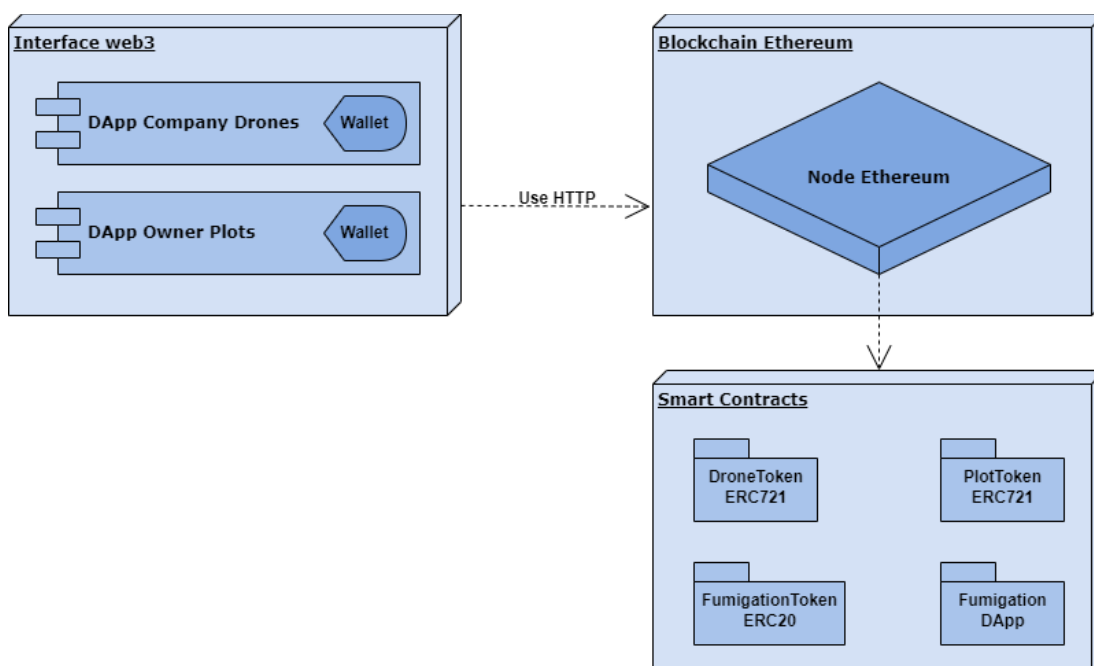 Interface web3
DApp Company Drones
Wallet
DApp Owner Plots
Wallet
Use HTTP
Blockchain Ethereum
Node Ethereum
Smart Contracts
DroneToken
ERC721
PlotToken
ERC721
FumigationToken
ERC20
Fumigation
DApp